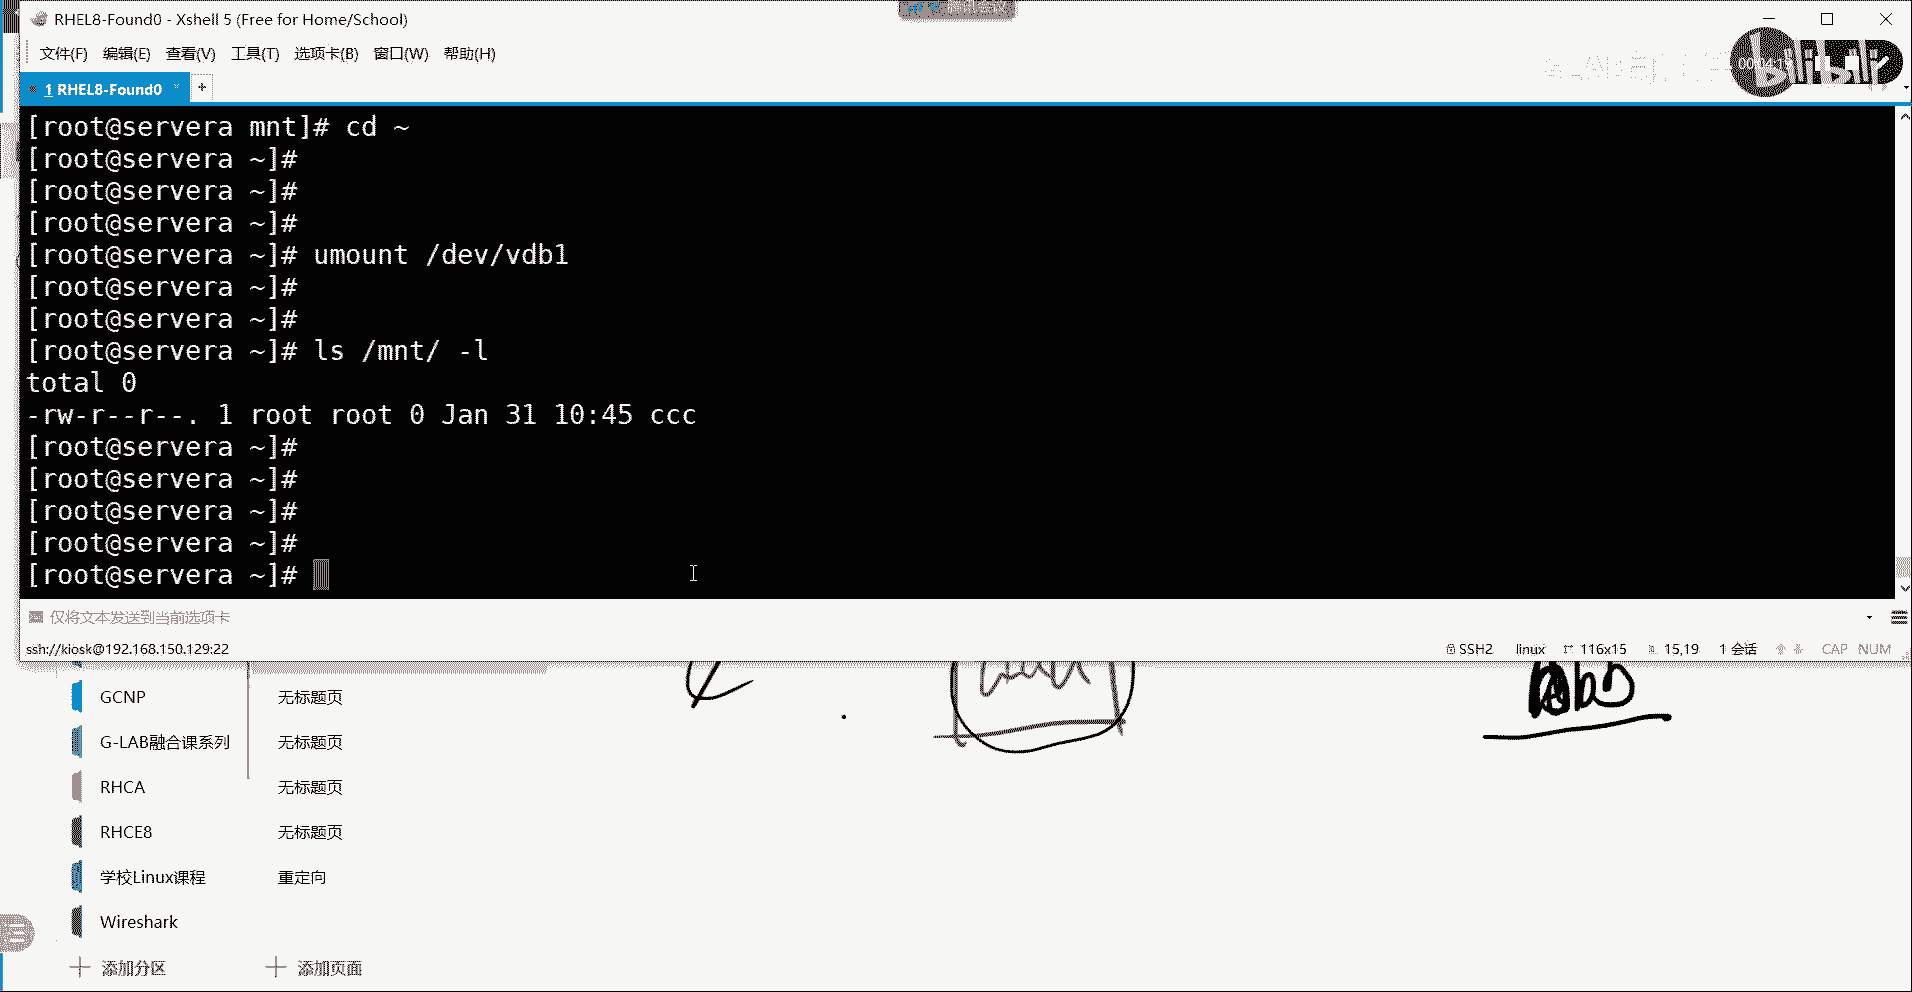 RHEL8-Found0 - Xshell 5 (Free for Home/School)
腾讯会议
文件(F) 编辑(E) 查看(V) 工具(T) 选项卡(B) 窗口(W) 帮助(H)
bilibili
1 RHEL8-Found0
[root@servera mnt]# cd ~
[root@servera ~]#
[root@servera ~]#
[root@servera ~]#
[root@servera ~]# umount /dev/vdb1
[root@servera ~]#
[root@servera ~]#
[root@servera ~]# ls /mnt/ -l
total 0
-rw-r--r--. 1 root root 0 Jan 31 10:45 ccc
[root@servera ~]#
[root@servera ~]#
[root@servera ~]#
[root@servera ~]#
[root@servera ~]#
仅将文本发送到当前选项卡
ssh://kiosk@192.168.150.129:22 SSH2 linux 116x15 15,19 1 会话 CAP NUM
GCNP 无标题页
G-LAB融合课系列 无标题页
RHCA 无标题页
RHCE8 无标题页
学校Linux课程 重定向
Wireshark
添加分区 添加页面